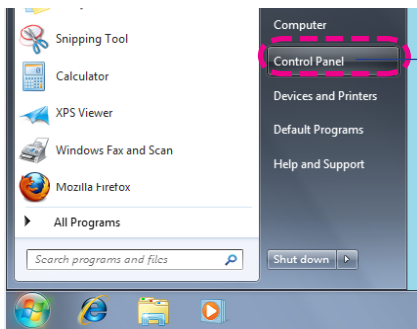 Snipping Tool
Calculator
XPS Viewer
Windows Fax and Scan
Mozilla Firefox
All Programs
Search programs and files
Computer
Control Panel
Devices and Printers
Default Programs
Help and Support
Shut down